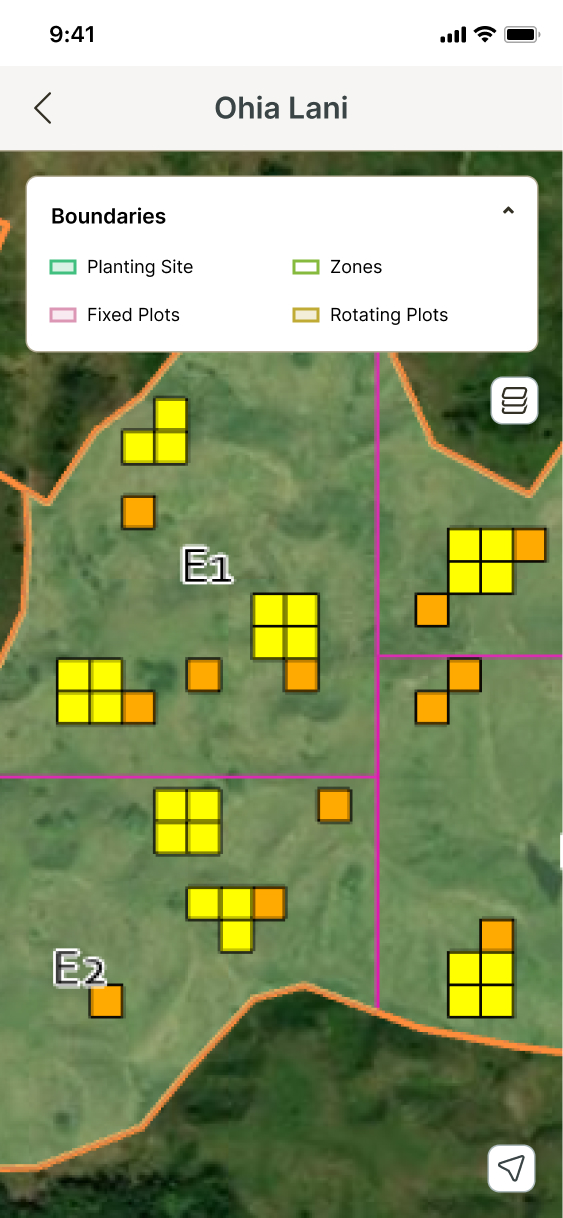 9:41
Ohia Lani
Boundaries
Planting Site
Zones
Fixed Plots
Rotating Plots
E1
E2